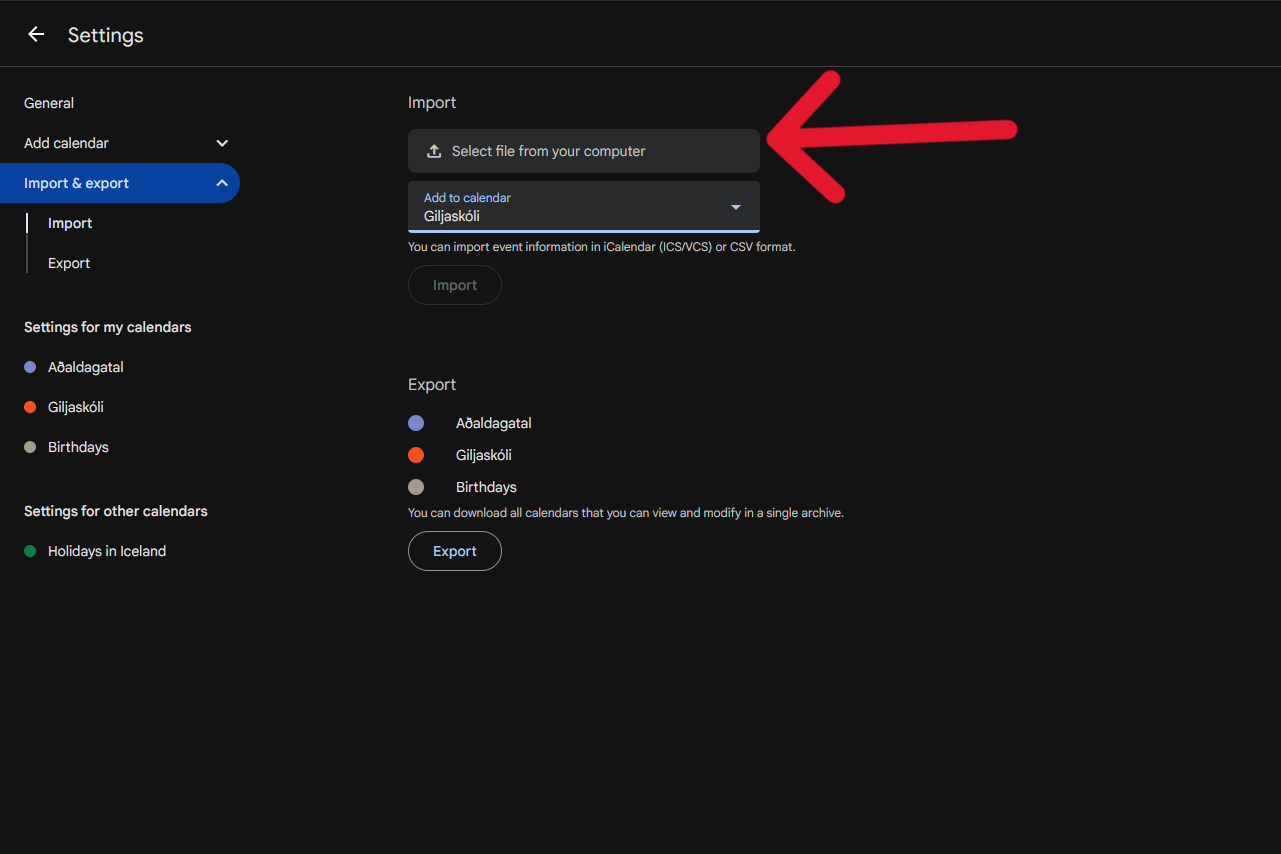 Settings
General
Add calendar
Import & export
Import
Export
Settings for my calendars
Aðaldagatal
Giljaskóli
Birthdays
Settings for other calendars
Holidays in Iceland
Import
Select file from your computer
Add to calendar
Giljaskóli
You can import event information in iCalendar (ICS/VCS) or CSV format.
Import
Export
Aðaldagatal
Giljaskóli
Birthdays
You can download all calendars that you can view and modify in a single archive.
Export